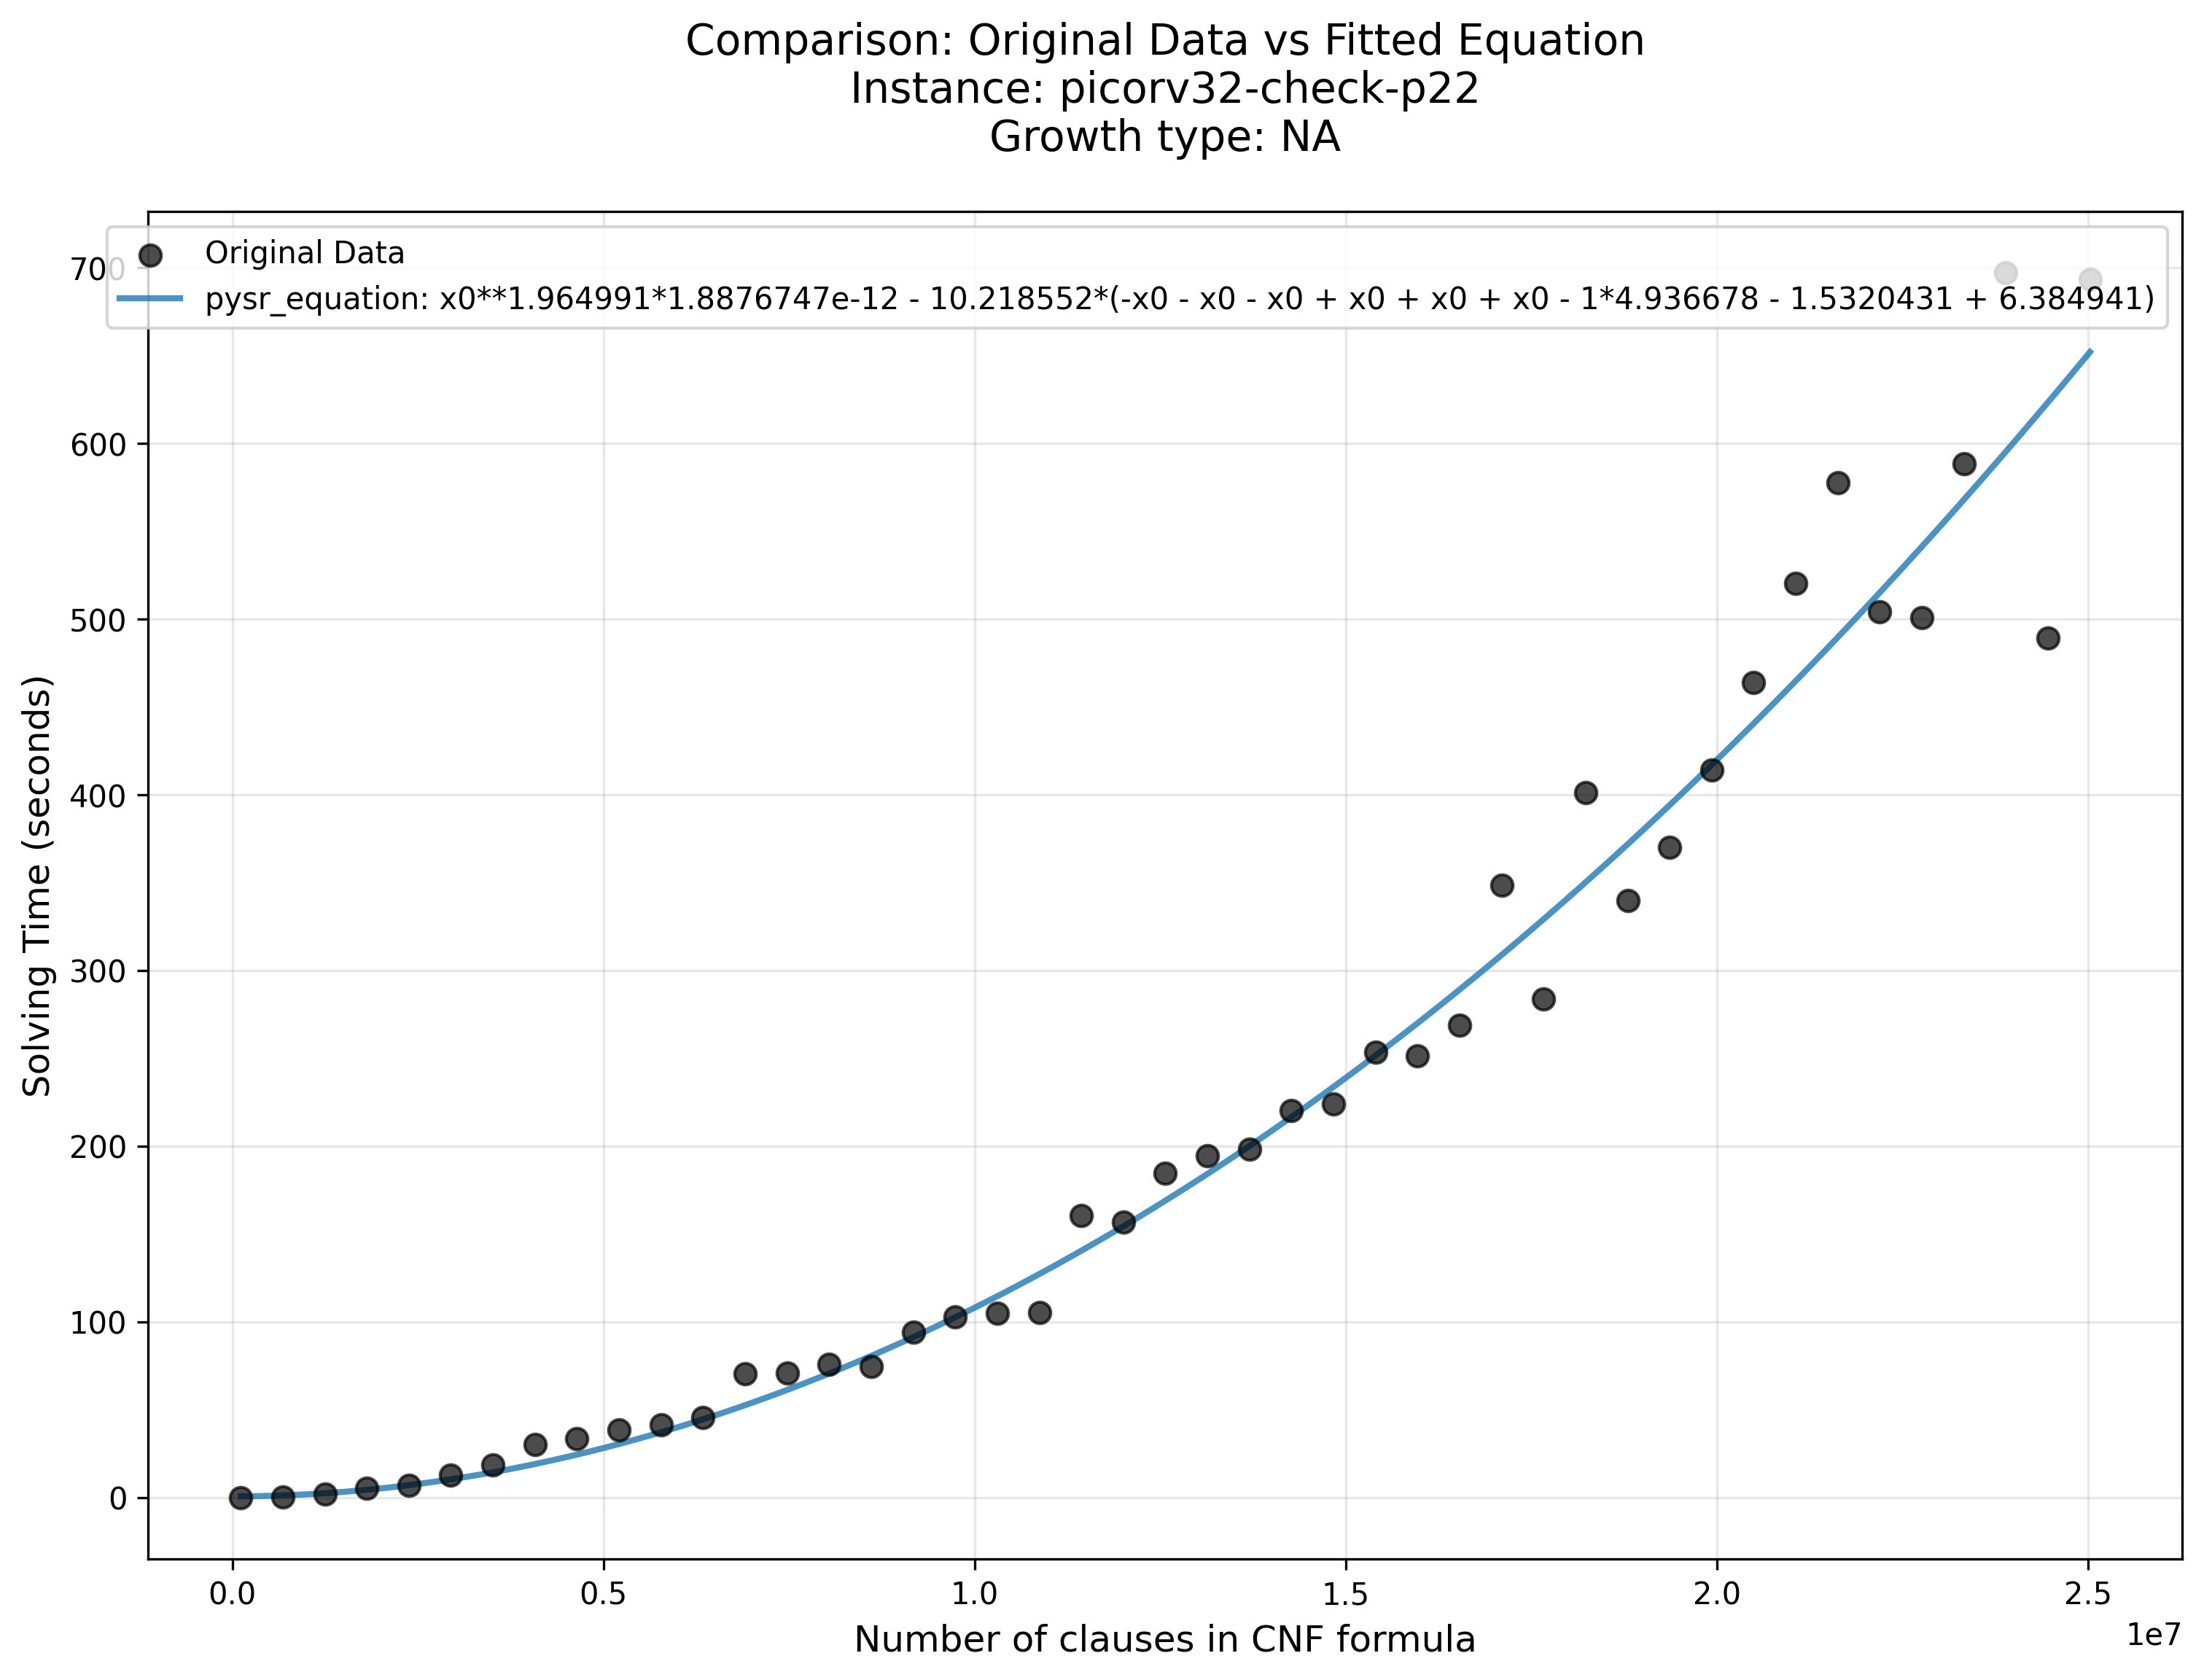 Comparison: Original Data vs Fitted Equation
Instance: picorv32-check-p22
Growth type: NA
Original Data
pysr_equation: x0**1.964991*1.8876747e-12 - 10.218552*(-x0 - x0 - x0 + x0 + x0 + x0 - 1*4.936678 - 1.5320431 + 6.384941)
700
600
500
400
300
200
100
0
Solving Time (seconds)
0.0 0.5 1.0 1.5 2.0 2.5
1e7
Number of clauses in CNF formula